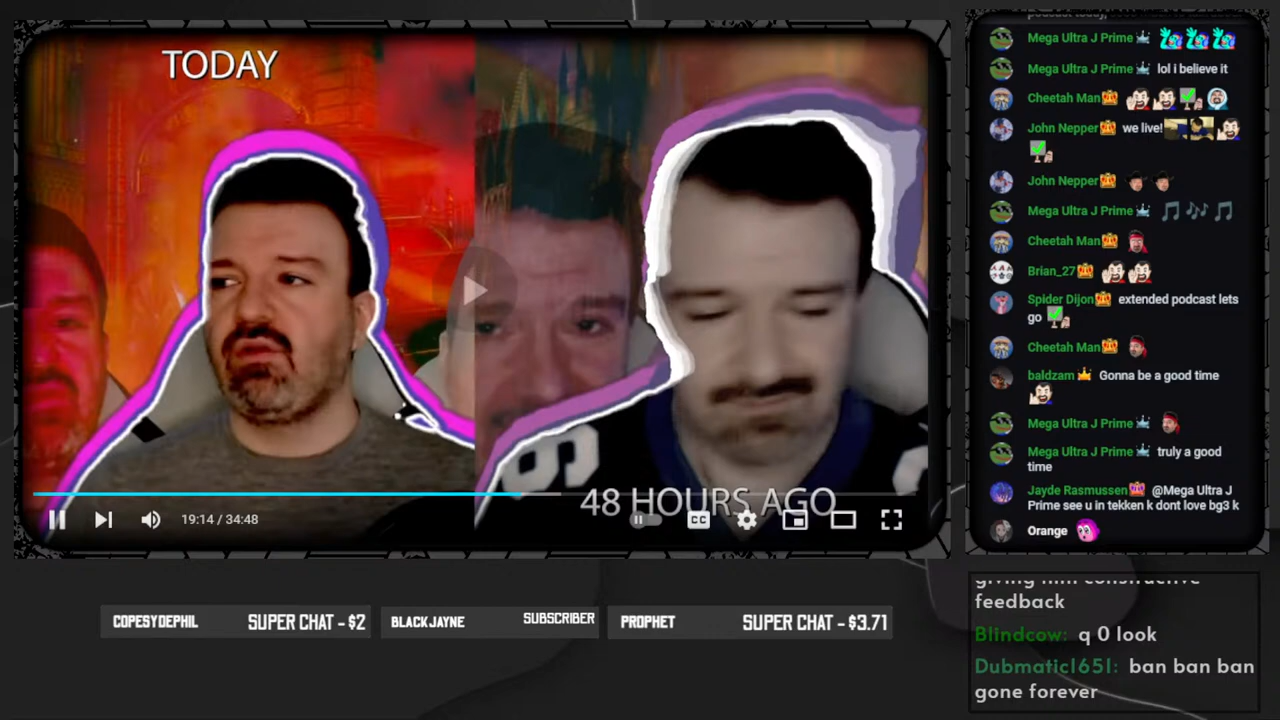 TODAY
48 HOURS AGO
19:14 / 34:48
CC
COPESYDEPHIL
SUPER CHAT - $2
BLACKJAYNE
SUBSCRIBER
PROPHET
SUPER CHAT - $3.71
Mega Ultra J Prime
Mega Ultra J Prime lol i believe it
Cheetah Man
John Nepper we live!
John Nepper
Mega Ultra J Prime
Cheetah Man
Brian_27
Spider Dijon extended podcast lets
go
Cheetah Man
baldzam Gonna be a good time
Mega Ultra J Prime
Mega Ultra J Prime truly a good
time
Jayde Rasmussen @Mega Ultra J
Prime see u in tekken k dont love bg3 k
Orange
giving him constructive
feedback
Blindcow: q 0 look
Dubmatic1651: ban ban ban
gone forever